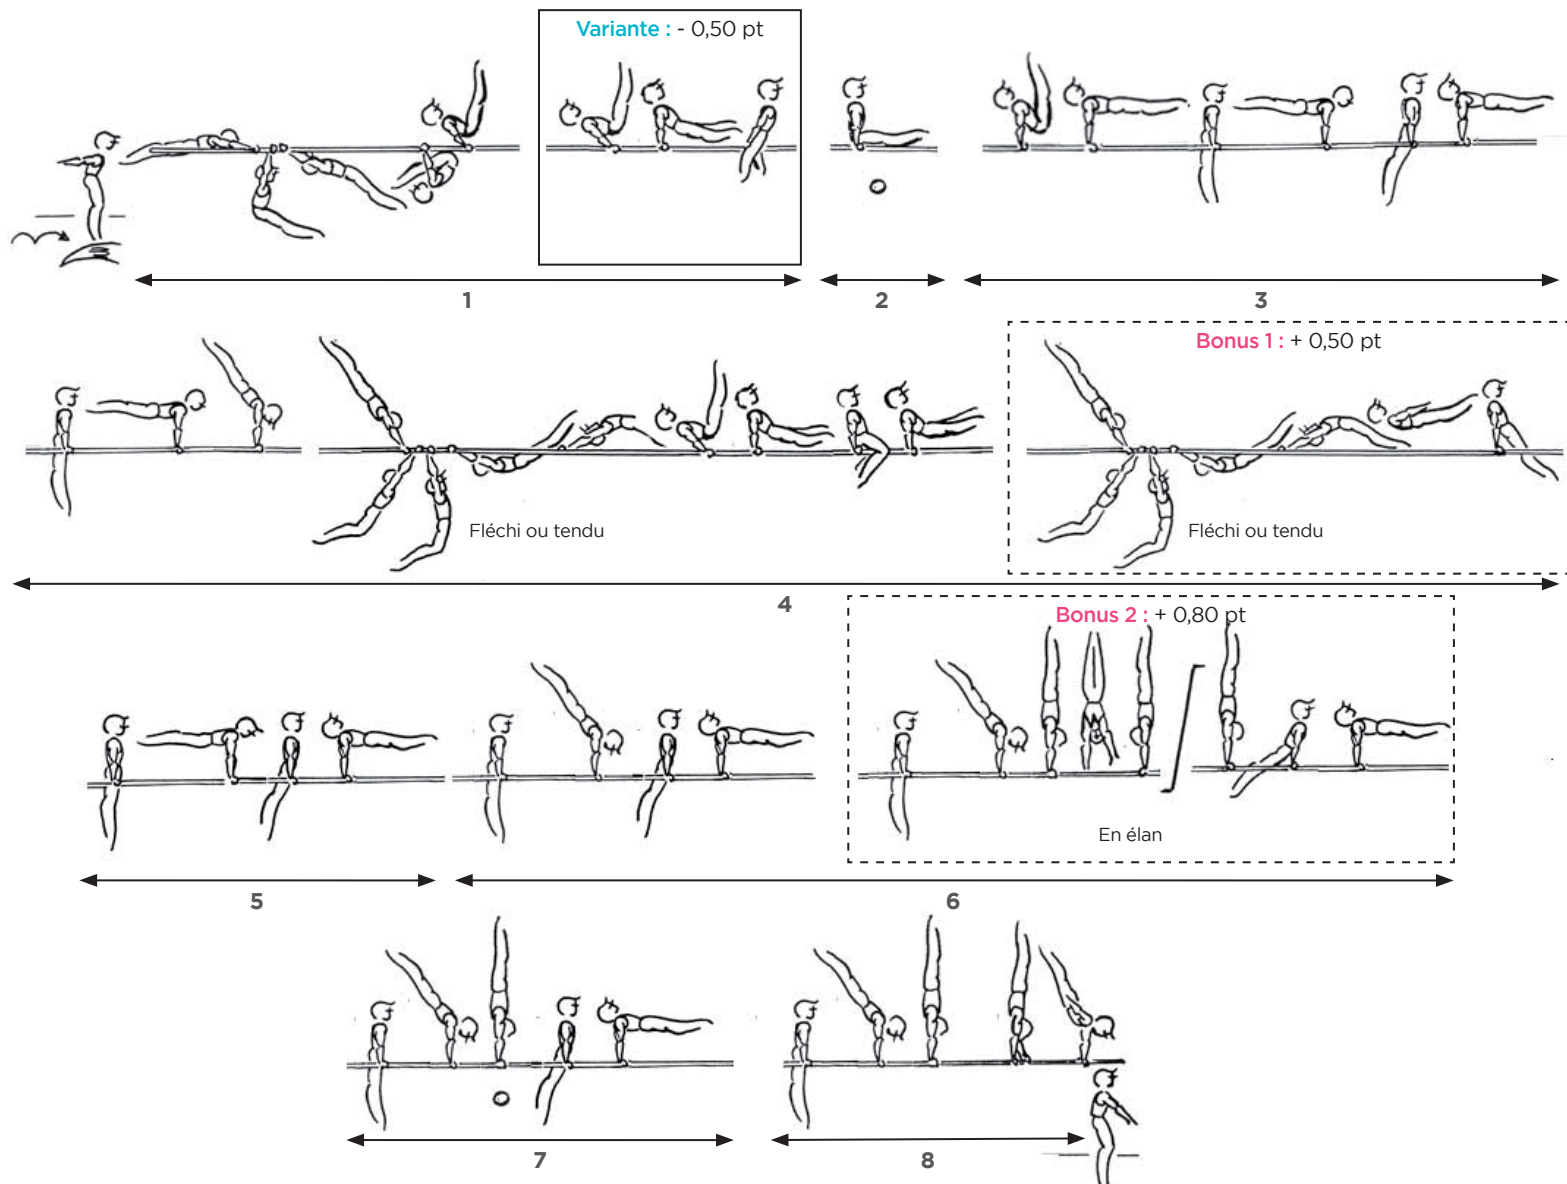 Variante : - 0,50 pt
1
2
3
Bonus 1 : + 0,50 pt
Fléchi ou tendu
Fléchi ou tendu
4
Bonus 2 : + 0,80 pt
En élan
5
6
7
8